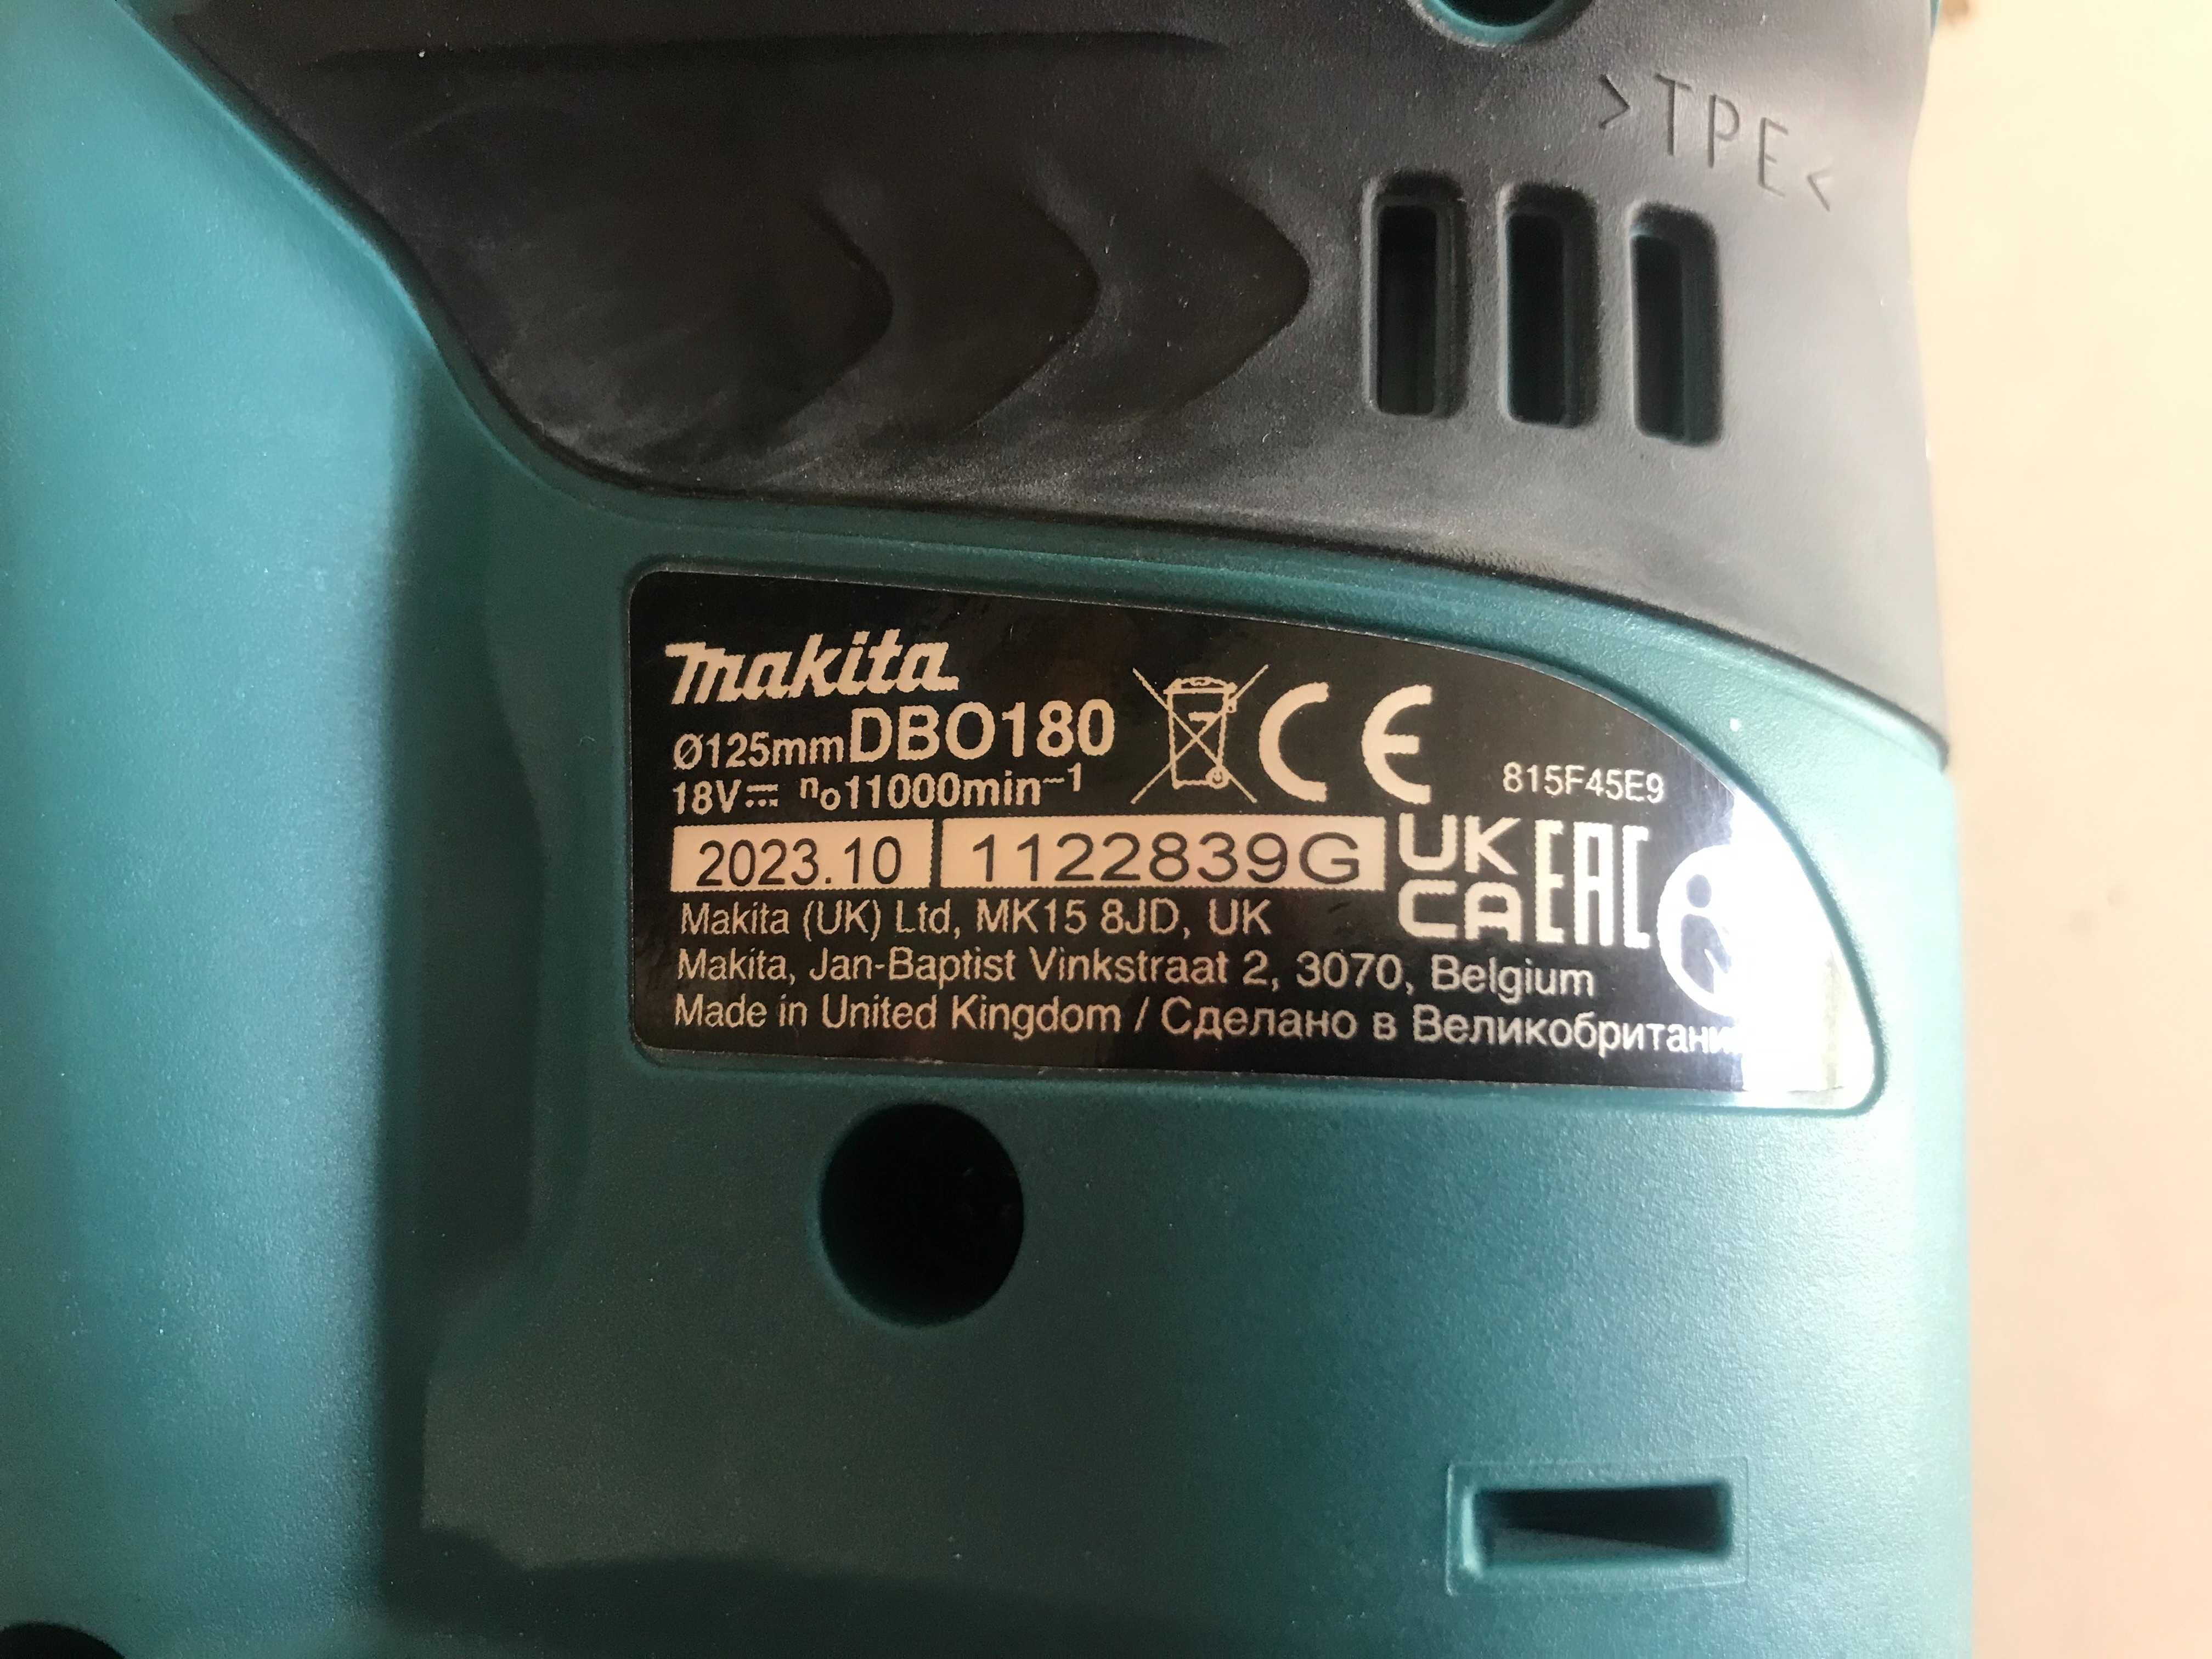 >TPE<
makita
Ø125mm DBO180
CE
18V⎓ n₀11000min⁻¹
815F45E9
2023.10 1122839G
UK
CA
EAC
Makita (UK) Ltd, MK15 8JD, UK
Makita, Jan-Baptist Vinkstraat 2, 3070, Belgium
Made in United Kingdom / Сделано в